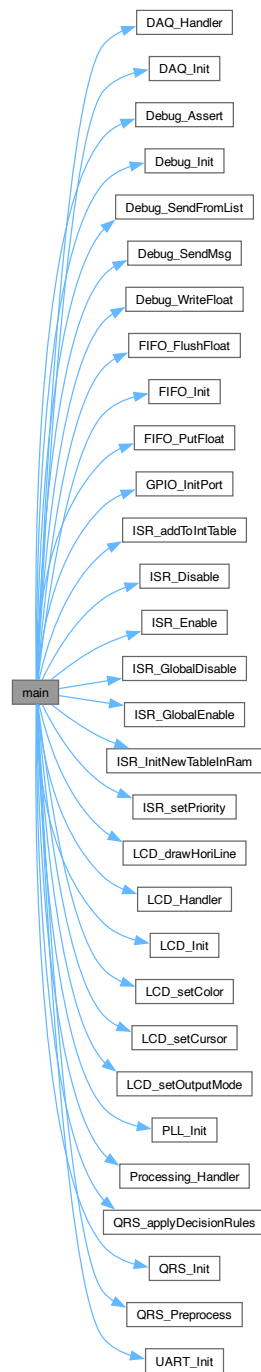 DAQ_Handler
DAQ_Init
Debug_Assert
Debug_Init
Debug_SendFromList
Debug_SendMsg
Debug_WriteFloat
FIFO_FlushFloat
FIFO_Init
FIFO_PutFloat
GPIO_InitPort
ISR_addToIntTable
ISR_Disable
ISR_Enable
ISR_GlobalDisable
main
ISR_GlobalEnable
ISR_InitNewTableInRam
ISR_setPriority
LCD_drawHoriLine
LCD_Handler
LCD_Init
LCD_setColor
LCD_setCursor
LCD_setOutputMode
PLL_Init
Processing_Handler
QRS_applyDecisionRules
QRS_Init
QRS_Preprocess
UART_Init